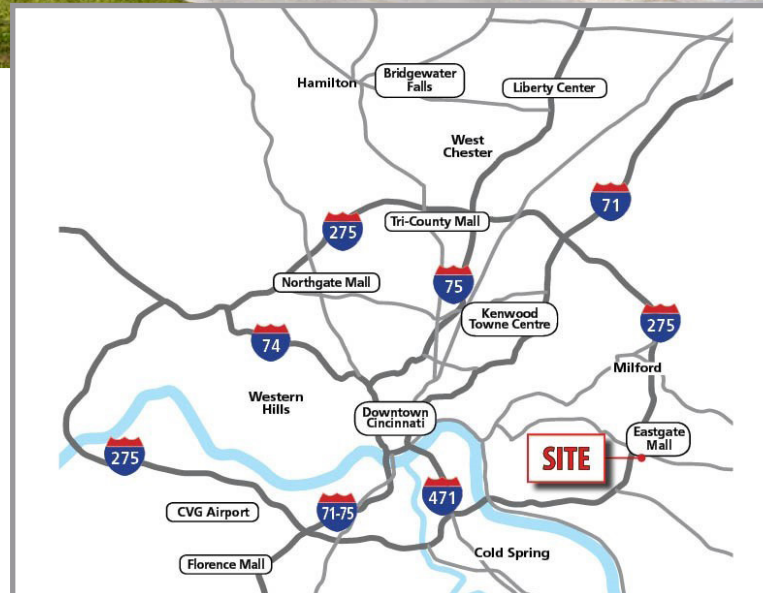 Hamilton
Bridgewater
Falls
Liberty Center
West
Chester
71
275
Tri-County Mall
Northgate Mall
75
Kenwood
Towne Centre
275
74
Milford
Western
Hills
Downtown
Cincinnati
Eastgate
Mall
SITE
275
471
71-75
CVG Airport
Cold Spring
Florence Mall